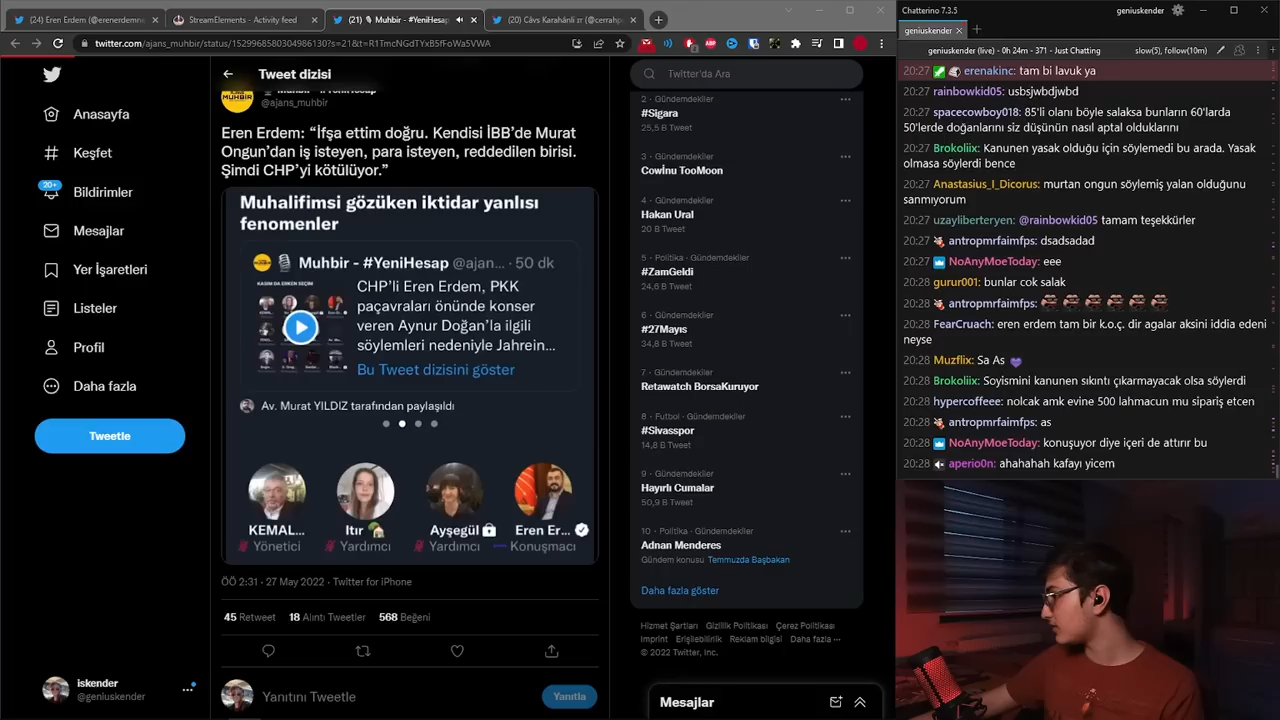 (24) Eren Erdem (@erenerdemne
StreamElements - Activity feed
(21) Muhbir - #YeniHesap
(20) Câvs Karahânlı
twitter.com/ajans_muhbir/status/1529968580304986130?s=21&t=R1TmcNGdTYxB5fFoWa5VWA
Anasayfa
Keşfet
20+
Bildirimler
Mesajlar
Yer İşaretleri
Listeler
Profil
Daha fazla
Tweetle
iskender
@geniuskender
Tweet dizisi
Muhbir - #YeniHesap
@ajans_muhbir
Eren Erdem: “İfşa ettim doğru. Kendisi İBB’de Murat
Ongun’dan iş isteyen, para isteyen, reddedilen birisi.
Şimdi CHP’yi kötülüyor.”
Muhalifimsi gözüken iktidar yanlısı
fenomenler
Muhbir - #YeniHesap @ajan... · 50 dk
CHP’li Eren Erdem, PKK
paçavraları önünde konser
veren Aynur Doğan’la ilgili
söylemleri nedeniyle Jahrein...
Bu Tweet dizisini göster
Av. Murat YILDIZ tarafından paylaşıldı
KEMAL... Itır Ayşegül Eren Er...
Yönetici Yardımcı Yardımcı Konuşmacı
ÖÖ 2:31 · 27 May 2022 · Twitter for iPhone
45 Retweet 18 Alıntı Tweetler 568 Beğeni
Yanıtını Tweetle
Yanıtla
Twitter'da Ara
2 · Gündemdekiler
#Sigara
25,5 B Tweet
3 · Gündemdekiler
Cowİnu TooMoon
4 · Gündemdekiler
Hakan Ural
20 B Tweet
5 · Politika · Gündemdekiler
#ZamGeldi
24,6 B Tweet
6 · Gündemdekiler
#27Mayıs
34,8 B Tweet
7 · Gündemdekiler
Retawatch BorsaKuruyor
8 · Futbol · Gündemdekiler
#Sivasspor
14,8 B Tweet
9 · Gündemdekiler
Hayırlı Cumalar
50,9 B Tweet
10 · Politika · Gündemdekiler
Adnan Menderes
Gündem konusu Temmuzda Başbakan
Daha fazla göster
Hizmet Şartları Gizlilik Politikası Çerez Politikası
Imprint Erişilebilirlik Reklam bilgisi Daha fazla ···
© 2022 Twitter, Inc.
Mesajlar
Chatterino 7.3.5
geniuskender
geniuskender
geniuskender (live) - 0h 24m - 371 - Just Chatting
slow(5), follow(10m)
20:27 erenakinc: tam bi lavuk ya
20:27 rainbowkid05: usbsjwbdjwbd
20:27 spacecowboy018: 85'li olanı böyle salaksa bunların 60'larda
50'lerde doğanlarını siz düşünün nasıl aptal olduklarını
20:27 Brokoliix: Kanunen yasak olduğu için söylemedi bu arada. Yasak
olmasa söylerdi bence
20:27 Anastasius_I_Dicorus: murtan ongun söylemiş yalan olduğunu
sanmıyorum
20:27 uzayliberteryen: @rainbowkid05 tamam teşekkürler
20:27 antropmrfaimfps: dsadsadad
20:27 NoAnyMoeToday: eee
20:28 gurur001: bunlar cok salak
20:28 antropmrfaimfps:
20:28 FearCruach: eren erdem tam bir k.o.ç. dir agalar aksini iddia edeni
neyse
20:28 Muzflix: Sa As
20:28 Brokoliix: Soyismini kanunen sıkıntı çıkarmayacak olsa söylerdi
20:28 hypercoffeee: nolcak amk evine 500 lahmacun mu sipariş etcen
20:28 antropmrfaimfps: as
20:28 NoAnyMoeToday: konuşuyor diye içeri de attırır bu
20:28 aperio0n: ahahahah kafayı yicem